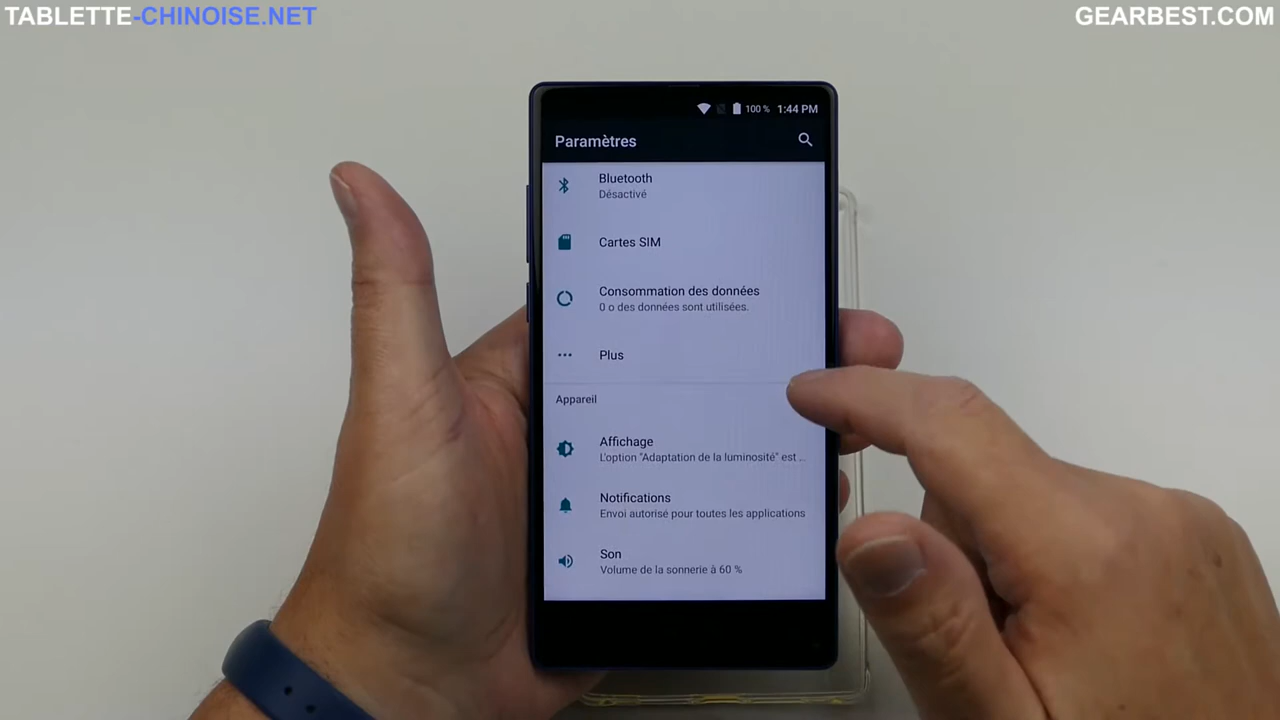 TABLETTE-CHINOISE.NET
GEARBEST.COM
100 % 1:44 PM
Paramètres
Bluetooth
Désactivé
Cartes SIM
Consommation des données
0 o des données sont utilisées.
Plus
Appareil
Affichage
L'option "Adaptation de la luminosité" est ..
Notifications
Envoi autorisé pour toutes les applications
Son
Volume de la sonnerie à 60 %